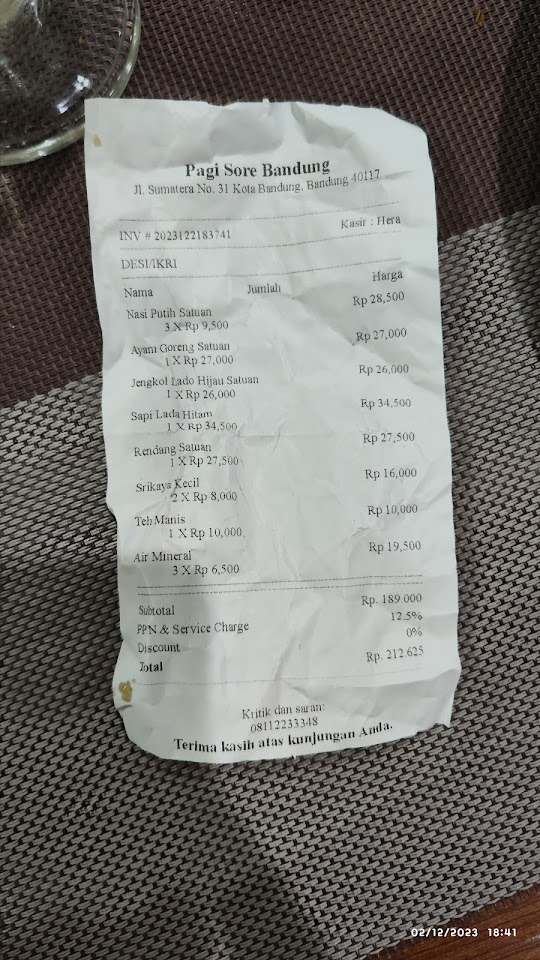 Pagi Sore Bandung
Jl. Sumatera No. 31 Kota Bandung, Bandung 40117
INV # 2023122183741 Kasir : Hera
DESI/IKRI
Nama Jumlah Harga
Nasi Putih Satuan
3 X Rp 9,500 Rp 28,500
Ayam Goreng Satuan
1 X Rp 27,000 Rp 27,000
Jengkol Lado Hijau Satuan
1 X Rp 26,000 Rp 26,000
Sapi Lada Hitam
1 X Rp 34,500 Rp 34,500
Rendang Satuan
1 X Rp 27,500 Rp 27,500
Srikaya Kecil
2 X Rp 8,000 Rp 16,000
Teh Manis
1 X Rp 10,000 Rp 10,000
Air Mineral
3 X Rp 6,500 Rp 19,500
Subtotal Rp. 189.000
PPN & Service Charge 12.5%
Discount 0%
Total Rp. 212.625
Kritik dan saran:
08112233348
Terima kasih atas kunjungan Anda.
02/12/2023 18:41